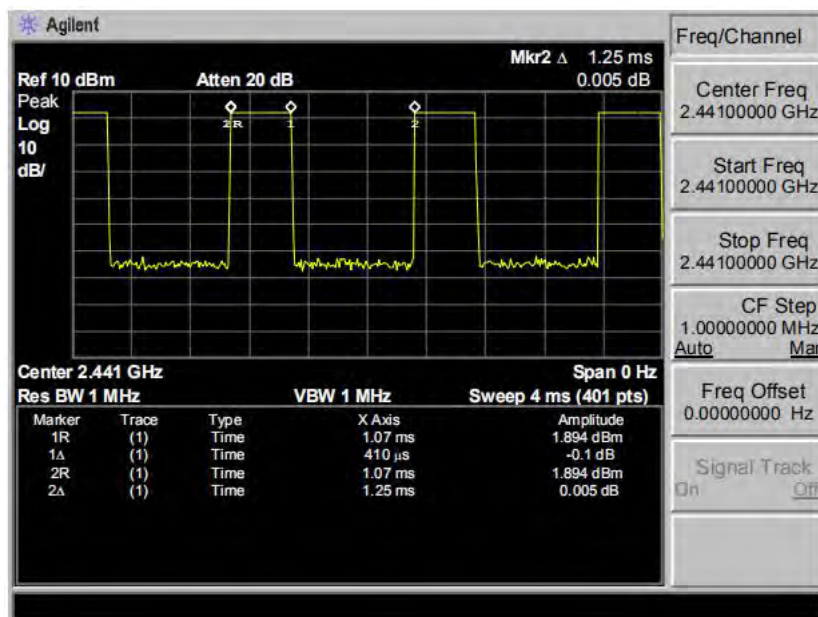 Agilent
Freq/Channel
Mkr2 Δ 1.25 ms
Ref 10 dBm Atten 20 dB 0.005 dB
Peak
Log
10
dB/
2R 1 2
Center Freq
2.44100000 GHz
Start Freq
2.44100000 GHz
Stop Freq
2.44100000 GHz
CF Step
1.00000000 MHz
Auto Man
Freq Offset
0.00000000 Hz
Signal Track
On Off
Center 2.441 GHz Span 0 Hz
Res BW 1 MHz VBW 1 MHz Sweep 4 ms (401 pts)
Marker Trace Type X Axis Amplitude
1R (1) Time 1.07 ms 1.894 dBm
1Δ (1) Time 410 μs -0.1 dB
2R (1) Time 1.07 ms 1.894 dBm
2Δ (1) Time 1.25 ms 0.005 dB